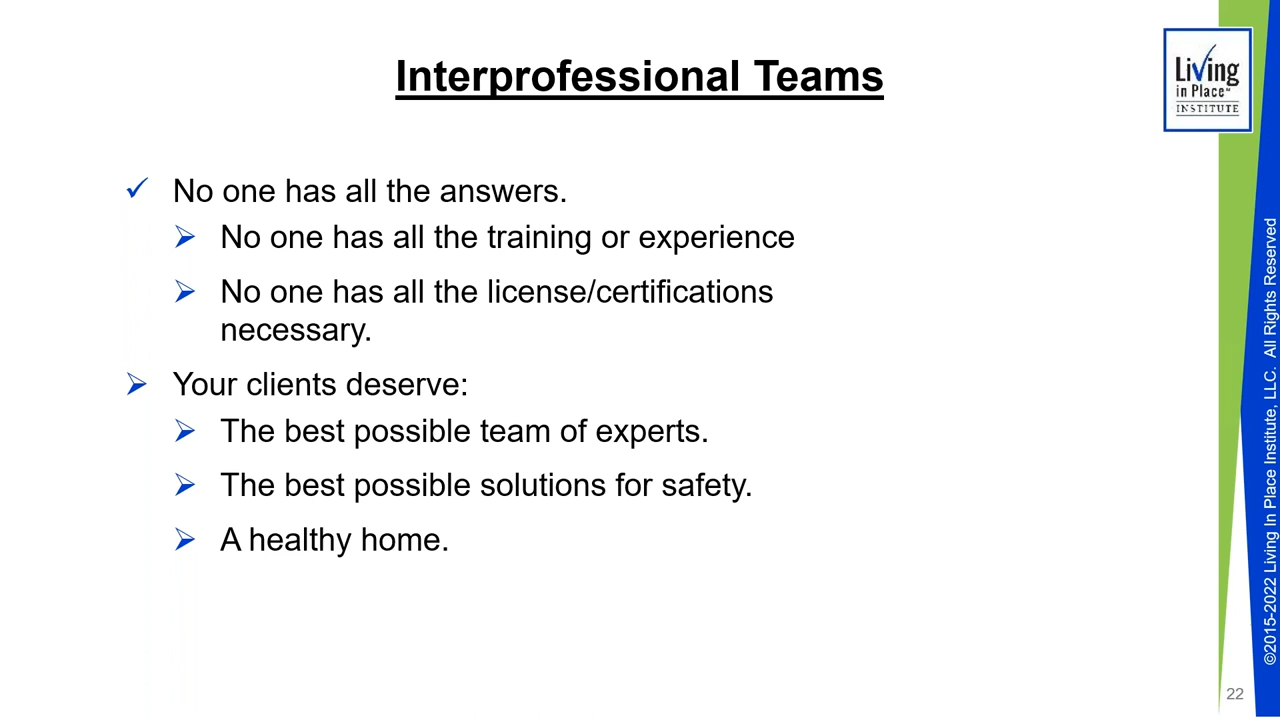 Interprofessional Teams
Living
in Place℠
INSTITUTE
✓ No one has all the answers.
➢ No one has all the training or experience
➢ No one has all the license/certifications
necessary.
➢ Your clients deserve:
➢ The best possible team of experts.
➢ The best possible solutions for safety.
➢ A healthy home.
©2015-2022 Living In Place Institute, LLC. All Rights Reserved
22